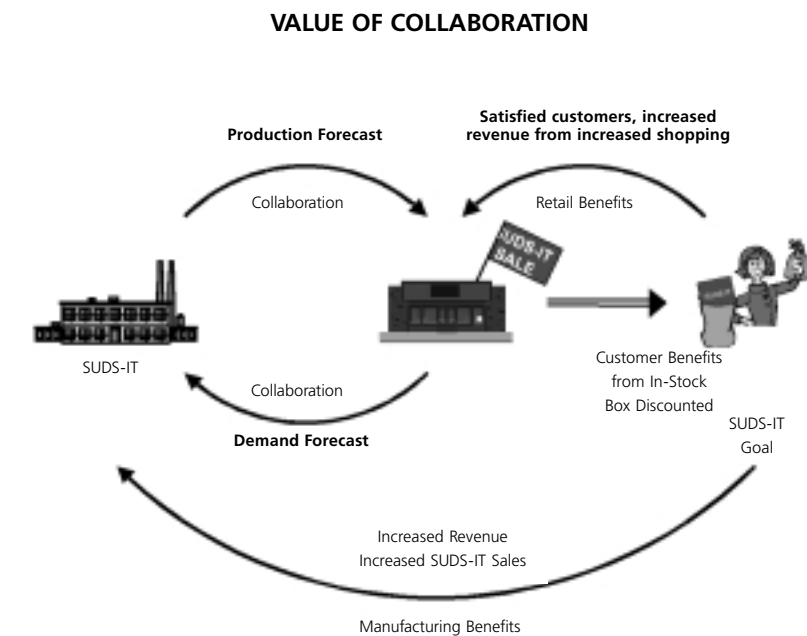 VALUE OF COLLABORATION
Satisfied customers, increased
revenue from increased shopping
Production Forecast
Collaboration
Retail Benefits
SUDS-IT
SALE
SUDS-IT
Customer Benefits
from In-Stock
Box Discounted
Collaboration
Demand Forecast
SUDS-IT
Goal
Increased Revenue
Increased SUDS-IT Sales
Manufacturing Benefits